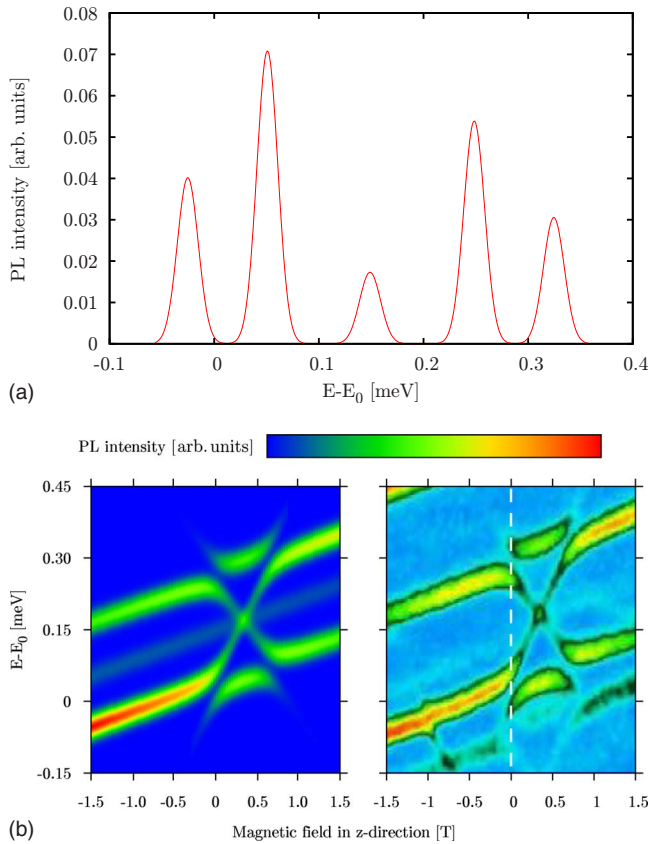 0.08
0.07
0.06
0.05
0.04
0.03
0.02
0.01
0
PL intensity [arb. units]
-0.1 0 0.1 0.2 0.3 0.4
E-E0 [meV]
(a)
PL intensity [arb. units]
0.45
0.30
0.15
0
-0.15
E-E0 [meV]
-1.5 -1.0 -0.5 0 0.5 1.0 1.5
-1.5 -1 -0.5 0 0.5 1 1.5
(b)
Magnetic field in z-direction [T]